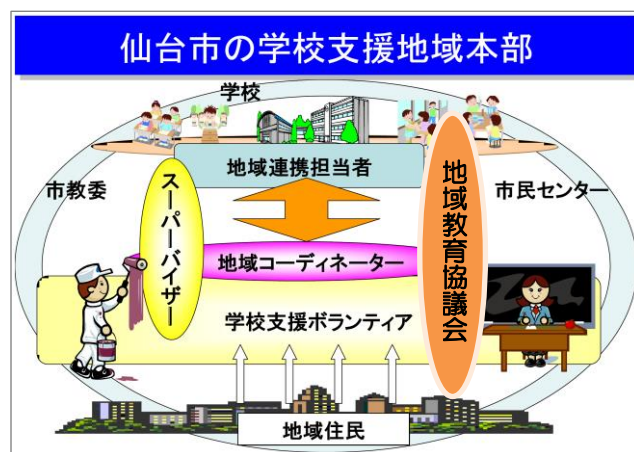 仙台市の学校支援地域本部
学校
地域連携担当者
市教委
スーパーバイザー
地域教育協議会
市民センター
地域コーディネーター
学校支援ボランティア
地域住民